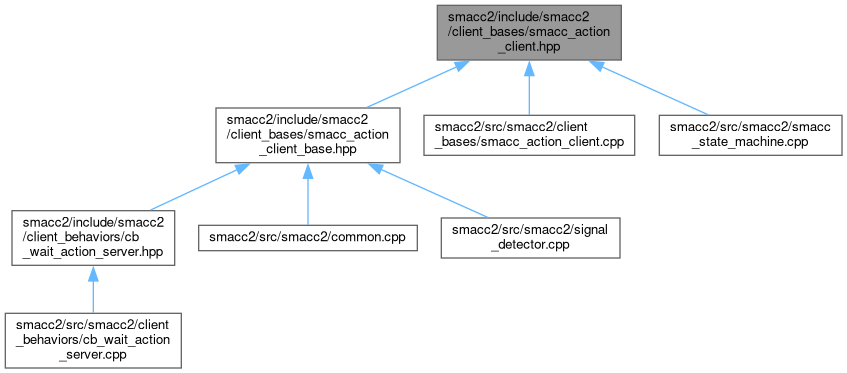 smacc2/include/smacc2
/client_bases/smacc_action
_client.hpp
smacc2/include/smacc2
/client_bases/smacc_action
_client_base.hpp
smacc2/src/smacc2/client
_bases/smacc_action_client.cpp
smacc2/src/smacc2/smacc
_state_machine.cpp
smacc2/include/smacc2
/client_behaviors/cb
_wait_action_server.hpp
smacc2/src/smacc2/common.cpp
smacc2/src/smacc2/signal
_detector.cpp
smacc2/src/smacc2/client
_behaviors/cb_wait_action
_server.cpp